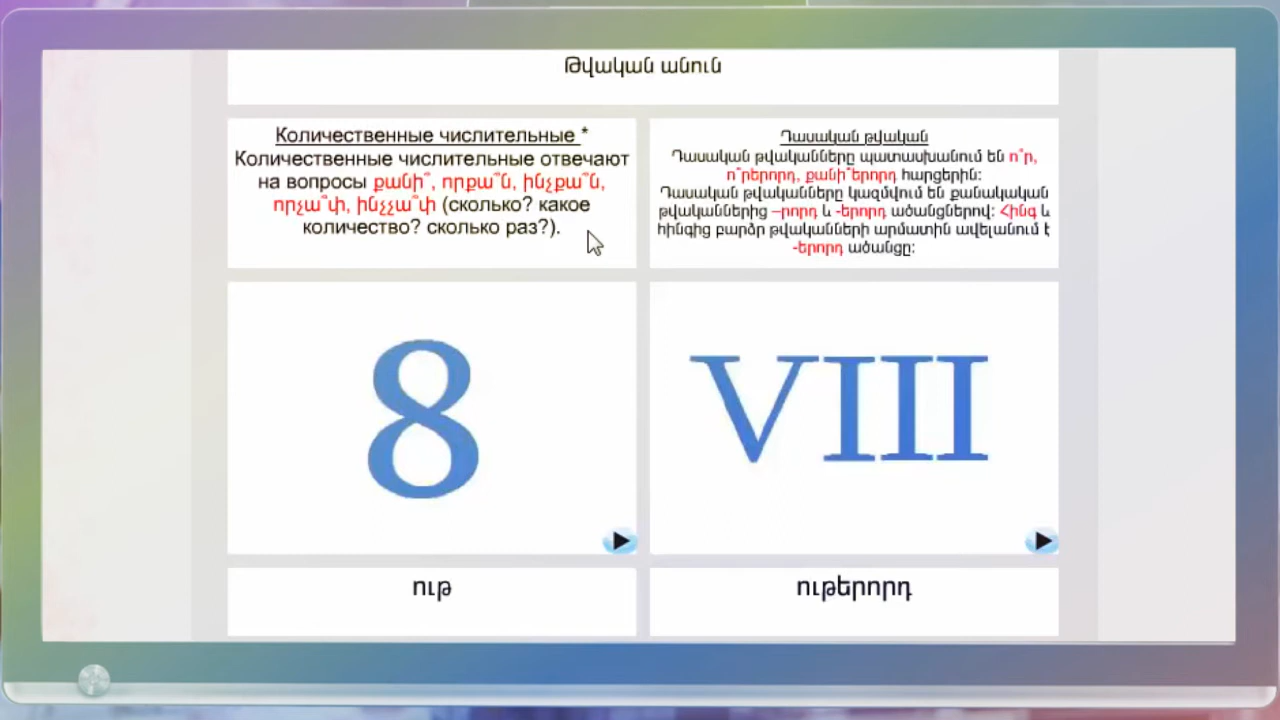 Թվական անուն
Количественные числительные *
Количественные числительные отвечают
на вопросы քանի՞, որքա՞ն, ինչքա՞ն,
որչա՞փ, ինչչա՞փ (сколько? какое
количество? сколько раз?).
Դասական թվական
Դասական թվականները պատասխանում են ո՞ր,
ո՞րերորդ, քանի՞երորդ հարցերին:
Դասական թվականները կազմվում են քանակական
թվականներից –րորդ և -երորդ ածանցներով: Հինգ և
հինգից բարձր թվականների արմատին ավելանում է
-երորդ ածանցը:
8
VIII
ութ
ութերորդ